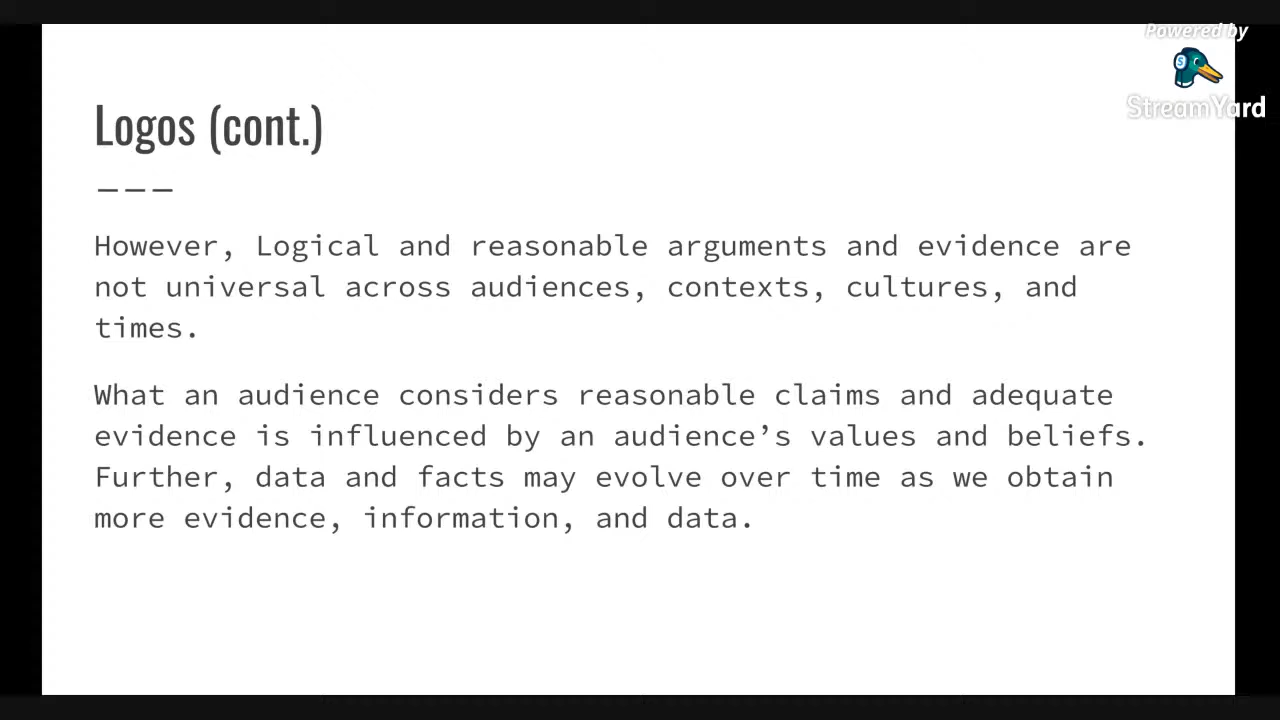 Powered by
StreamYard
Logos (cont.)
However, Logical and reasonable arguments and evidence are
not universal across audiences, contexts, cultures, and
times.
What an audience considers reasonable claims and adequate
evidence is influenced by an audience’s values and beliefs.
Further, data and facts may evolve over time as we obtain
more evidence, information, and data.